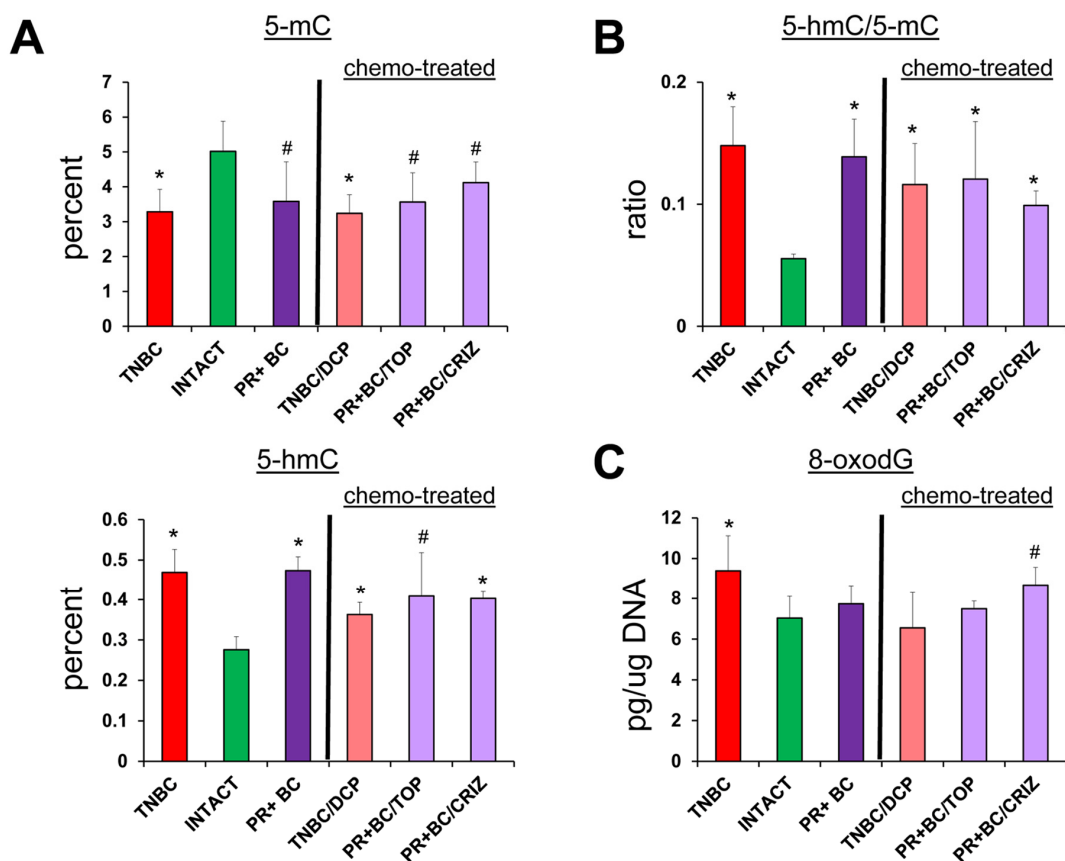 A
5-mC
chemo-treated
percent
7
6
5
4
3
2
1
0
*
#
*
#
#
TNBC
INTACT
PR+ BC
TNBC/DCP
PR+BC/TOP
PR+BC/CRIZ
5-hmC
chemo-treated
percent
0.6
0.5
0.4
0.3
0.2
0.1
0
*
*
*
#
*
TNBC
INTACT
PR+ BC
TNBC/DCP
PR+BC/TOP
PR+BC/CRIZ
B
5-hmC/5-mC
chemo-treated
ratio
0.2
0.1
0
*
*
*
*
*
TNBC
INTACT
PR+ BC
TNBC/DCP
PR+BC/TOP
PR+BC/CRIZ
C
8-oxodG
chemo-treated
pg/ug DNA
12
10
8
6
4
2
0
*
#
TNBC
INTACT
PR+ BC
TNBC/DCP
PR+BC/TOP
PR+BC/CRIZ